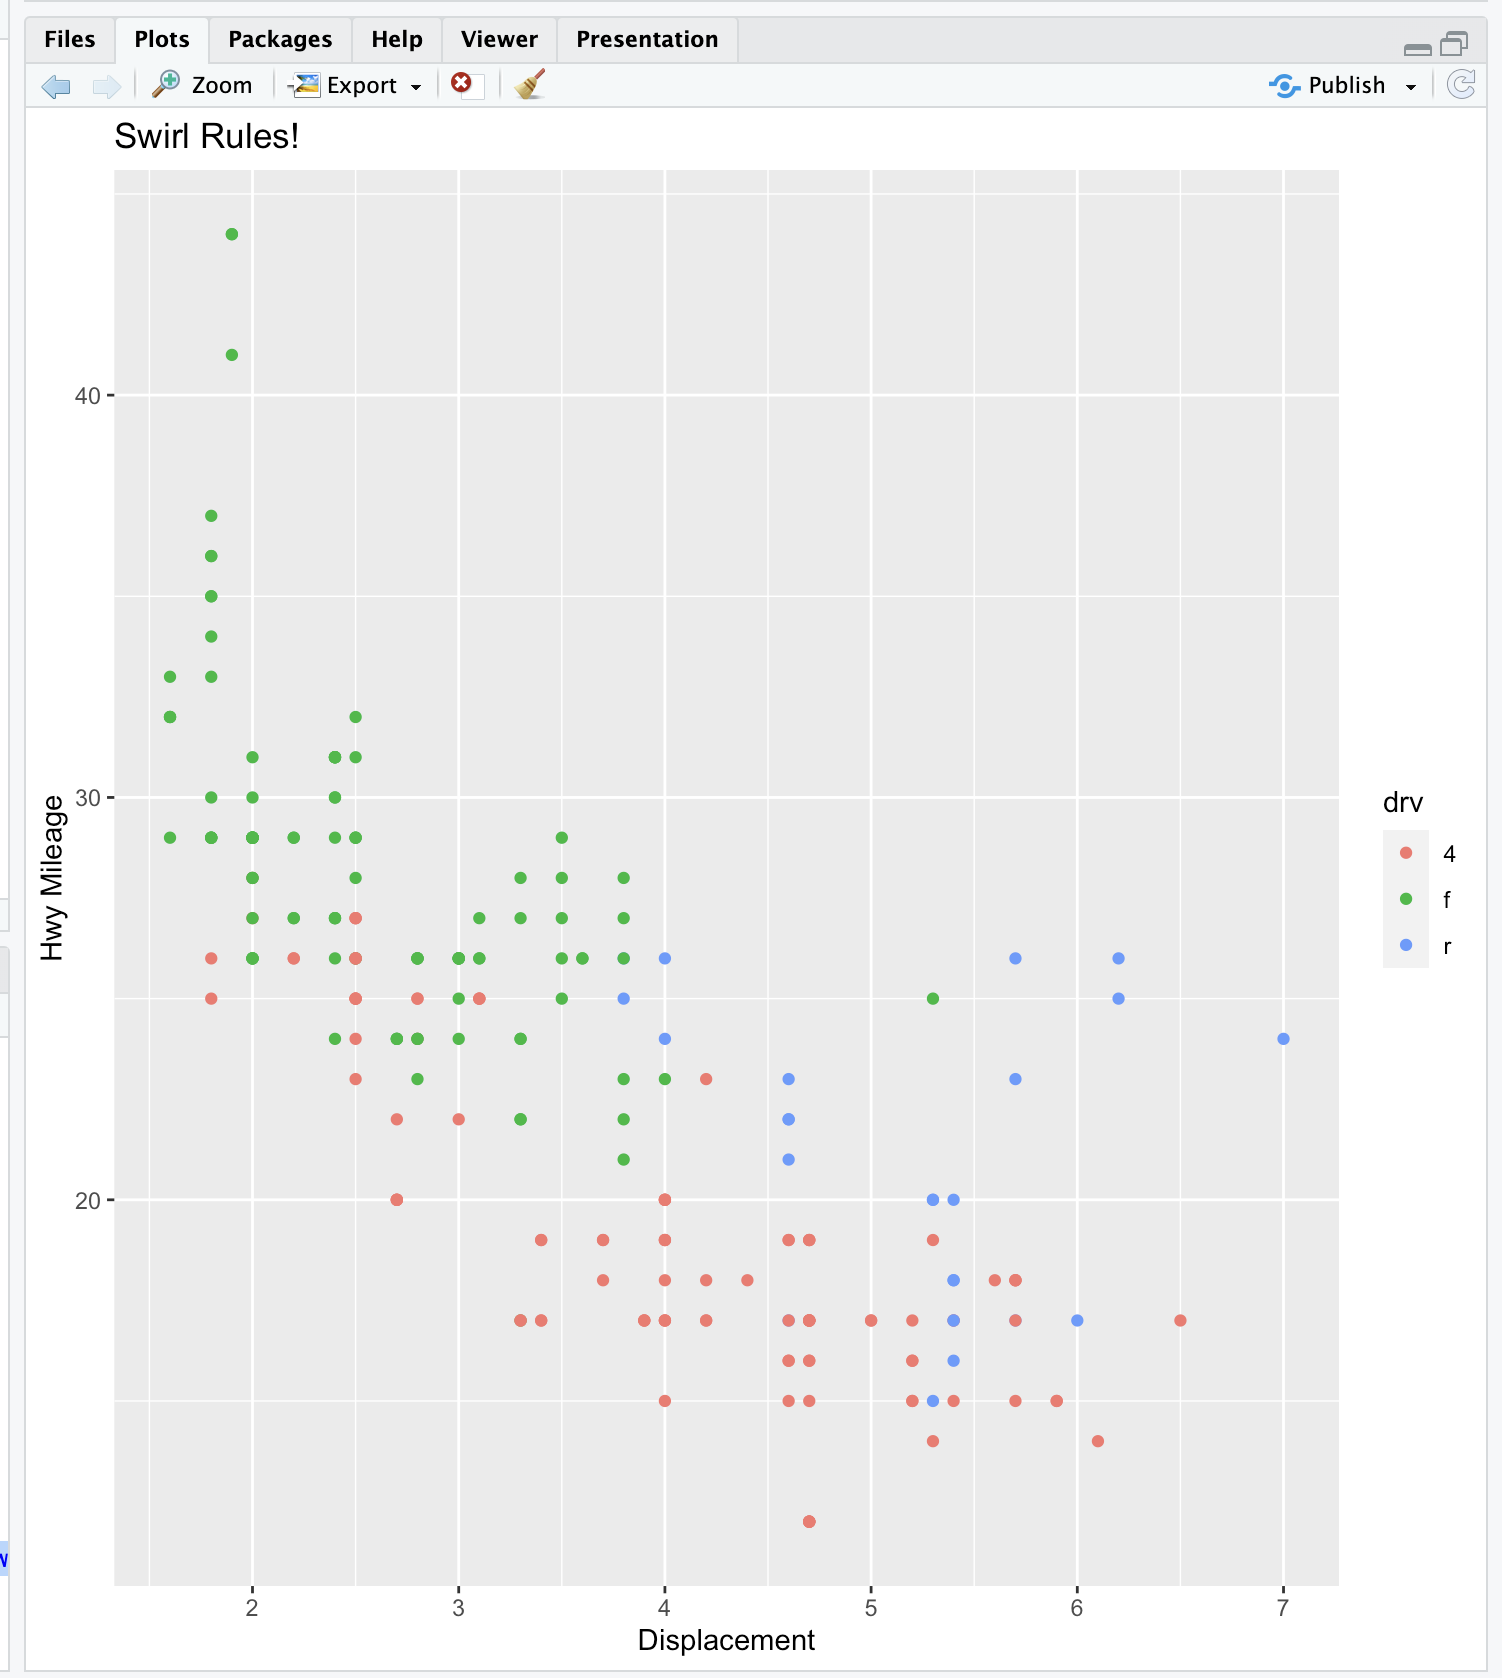 Files Plots Packages Help Viewer Presentation
Zoom Export Publish
Swirl Rules!
40
30
20
Hwy Mileage
2 3 4 5 6 7
Displacement
drv
4
f
r